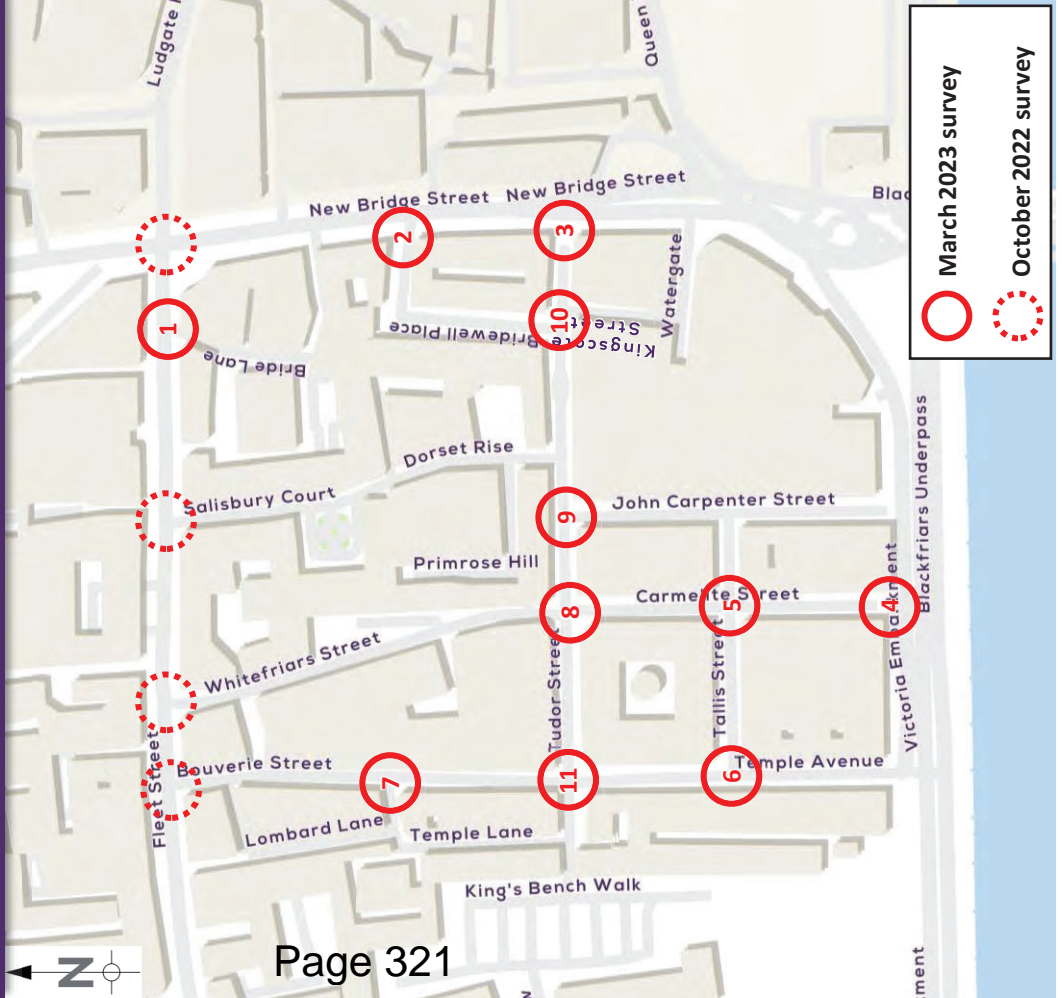 Ludgate
Queen
New Bridge Street
New Bridge Street
Blac
2
3
1
Bride Lane
Bridewell Place
10
Kingscote
Street
Watergate
Dorset Rise
Salisbury Court
9
John Carpenter Street
Primrose Hill
8
Carmelite Street
5
4
Whitefriars Street
Tudor Street
Tallis Street
Victoria Embankment
Blackfriars Underpass
Fleet Street
Bouverie Street
7
11
6
Temple Avenue
Lombard Lane
Temple Lane
King's Bench Walk
ment
N
Page 321
March 2023 survey
October 2022 survey